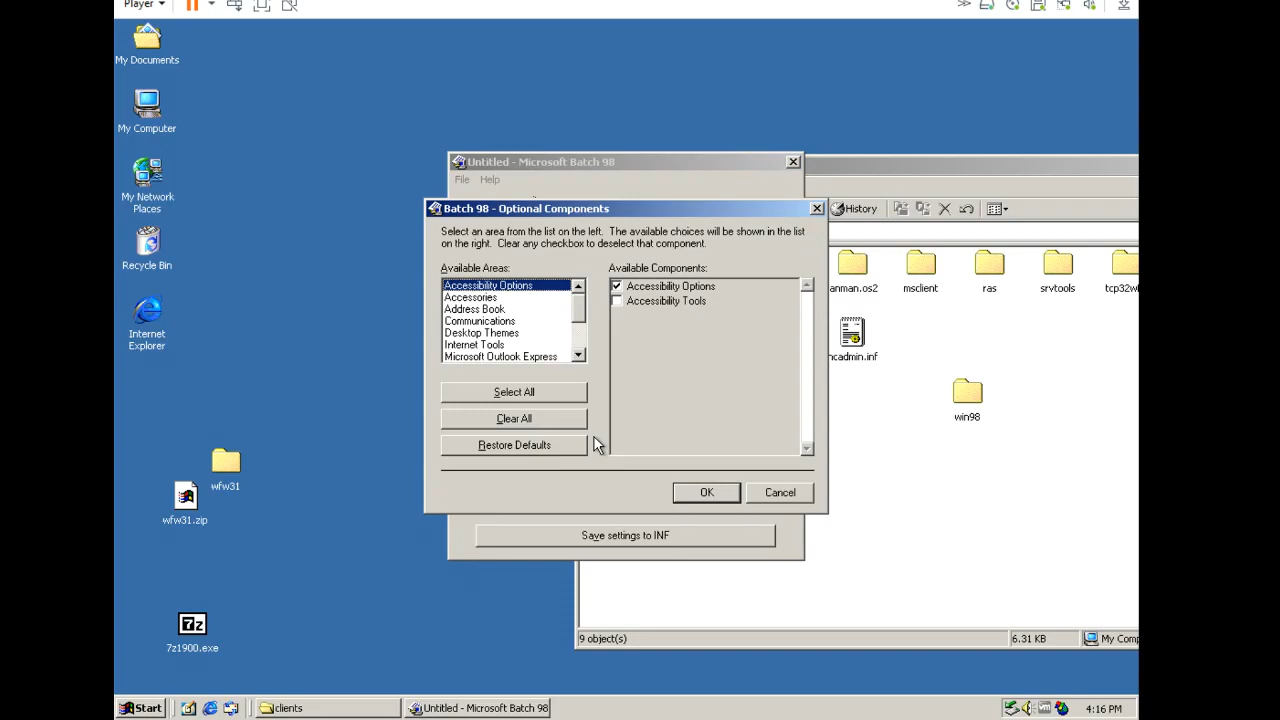 Player
My Documents
My Computer
My Network
Places
Recycle Bin
Internet
Explorer
wfw31
wfw31.zip
7z1900.exe
Untitled - Microsoft Batch 98
File Help
Batch 98 - Optional Components
Select an area from the list on the left. The available choices will be shown in the list
on the right. Clear any checkbox to deselect that component.
Available Areas:
Accessibility Options
Accessories
Address Book
Communications
Desktop Themes
Internet Tools
Microsoft Outlook Express
Select All
Clear All
Restore Defaults
Available Components:
Accessibility Options
Accessibility Tools
OK
Cancel
Save settings to INF
History
anman.os2
msclient
ras
srvtools
tcp32w
ncadmin.inf
win98
9 object(s)
6.31 KB
My Comp
Start
clients
Untitled - Microsoft Batch 98
4:16 PM